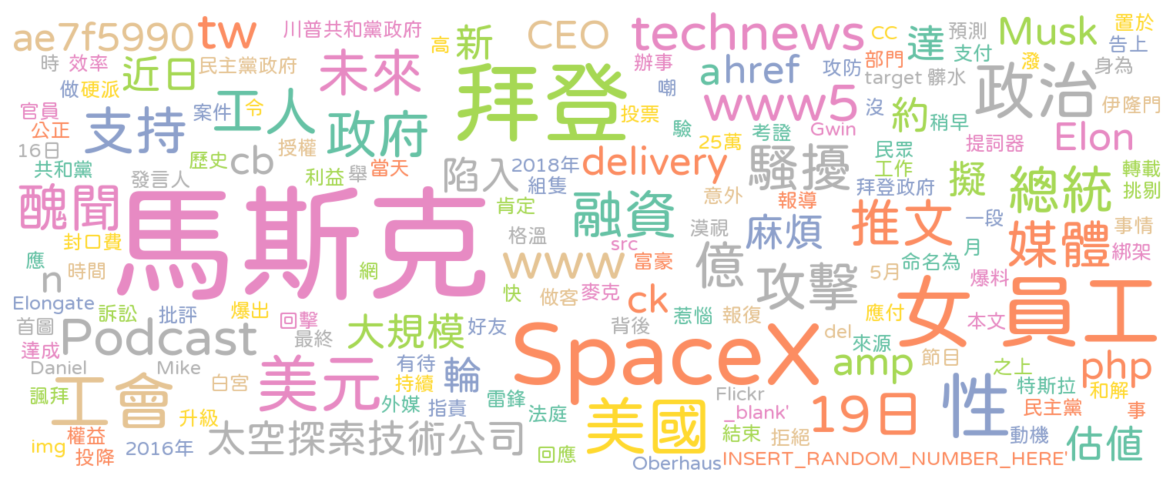 ae7f5990 tw 川普共和黨政府 高 新 CEO technews 達 CC 預測 Musk 置於 告上
時 效率 近日 民主黨政府 未來 拜登 辦事 a href 攻防 部門 支付 潑 身為
做 硬派 工人 政府 投票 嘲 www5 target 髒水 政治 伊隆門
官員 支持 案件 令 驗 25萬 考證 Gwin 沒 約 稍早 提詞器 Elon
公正 16日 歷史 cb 授權 陷入 2018年 delivery 騷擾 民眾
共和黨 發言人 利益 舉 當天 組隻 意外 報導 工作 拜登政府 擬 總統 轉載 挑剔
醜聞 馬斯克 肯定 融資 漠視 麻煩 推文 一段 媒體 事情
封口費 格溫 src 億 月 綁架
應 n 時間 網 www 富豪 攻擊 5月 命名為 爆料
Elongate 訴訟 批評 爆出 快 做客 麥克 ck 惹惱 報復 del 應付 女員工 本文
首圖 Podcast 回擊 大規模 好友 SpaceX 背後 來源
達成 最終 有待 amp 節目 之上 php
Daniel Mike 美元 持續 輪 Flickr 特斯拉 和解
諷拜 工會 白宮 外媒 指責 雷鋒 美國 _blank' 19日 性 民主黨 事
升級 法庭 結束 拒絕 動機 估值
img 權益 投降 2016年 太空探索技術公司 回應 Oberhaus INSERT_RANDOM_NUMBER_HERE'